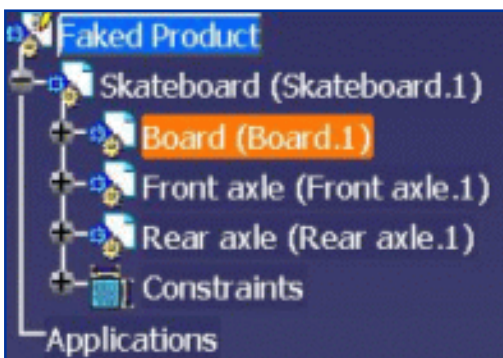 Faked Product
Skateboard (Skateboard.1)
Board (Board.1)
Front axle (Front axle.1)
Rear axle (Rear axle.1)
Constraints
Applications